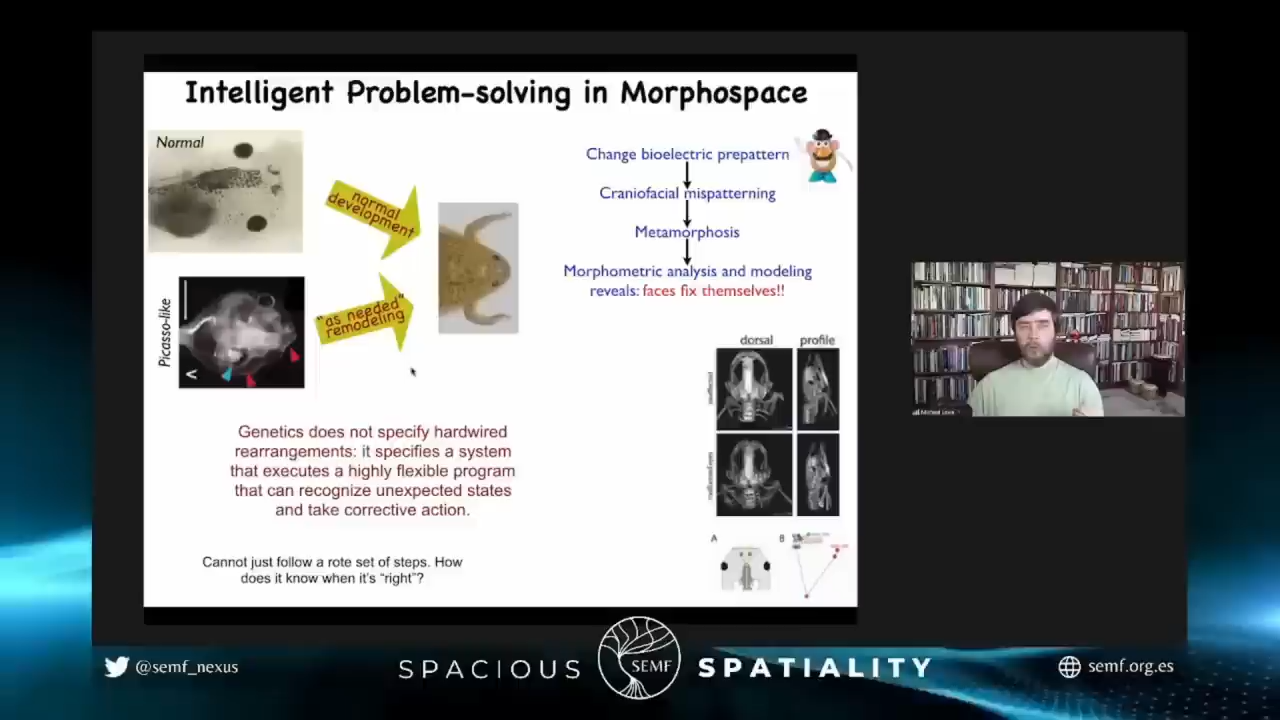 Intelligent Problem-solving in Morphospace
Normal
normal
development
Picasso-like
"as needed"
remodeling
<
Genetics does not specify hardwired
rearrangements: it specifies a system
that executes a highly flexible program
that can recognize unexpected states
and take corrective action.
Cannot just follow a rote set of steps. How
does it know when it's "right"?
Change bioelectric prepattern
Craniofacial mispatterning
Metamorphosis
Morphometric analysis and modeling
reveals: faces fix themselves!!
dorsal profile
A B
@semf_nexus
SPACIOUS SEMF SPATIALITY
semf.org.es